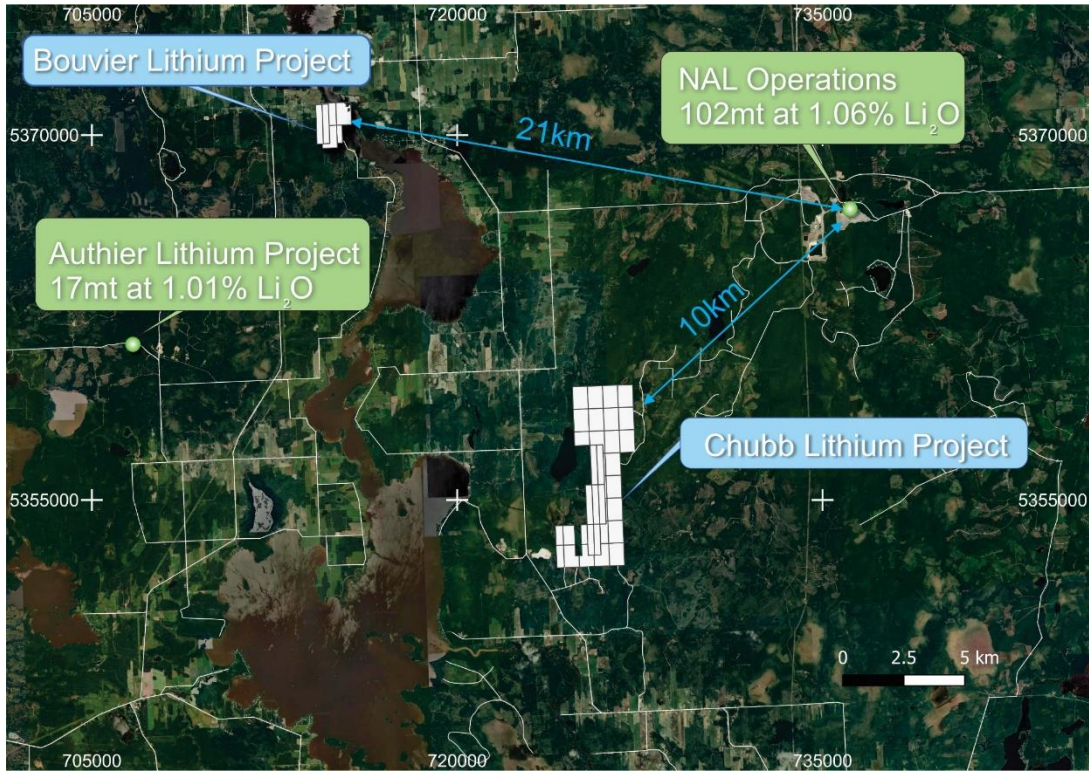 705000
720000
735000
Bouvier Lithium Project
NAL Operations
102mt at 1.06% Li₂O
5370000
21km
5370000
Authier Lithium Project
17mt at 1.01% Li₂O
10km
Chubb Lithium Project
5355000
5355000
0 2.5 5 km
705000
720000
735000